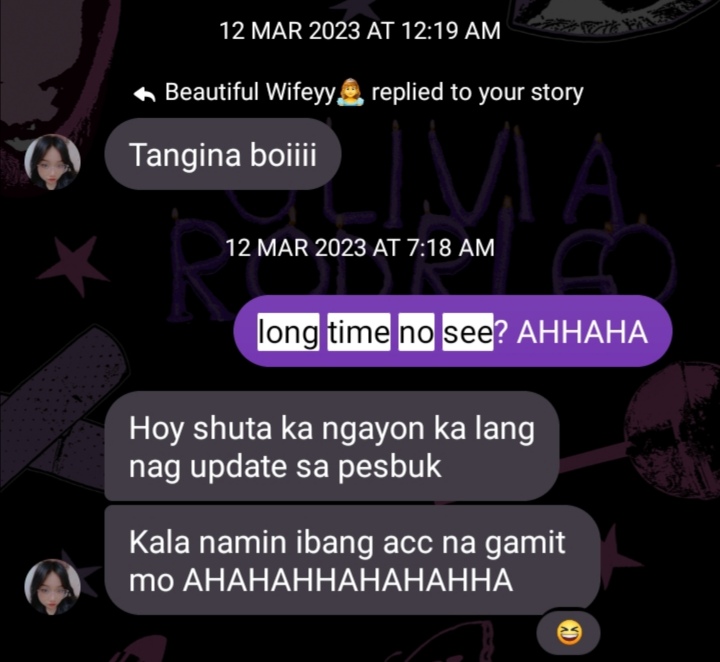 12 MAR 2023 AT 12:19 AM
Beautiful Wifeyy👸 replied to your story
Tangina boiiii
OLIVIA
RODRIGO
12 MAR 2023 AT 7:18 AM
long time no see? AHHAHA
Hoy shuta ka ngayon ka lang
nag update sa pesbuk
Kala namin ibang acc na gamit
mo AHAHAHHAHAHAHHA
😆